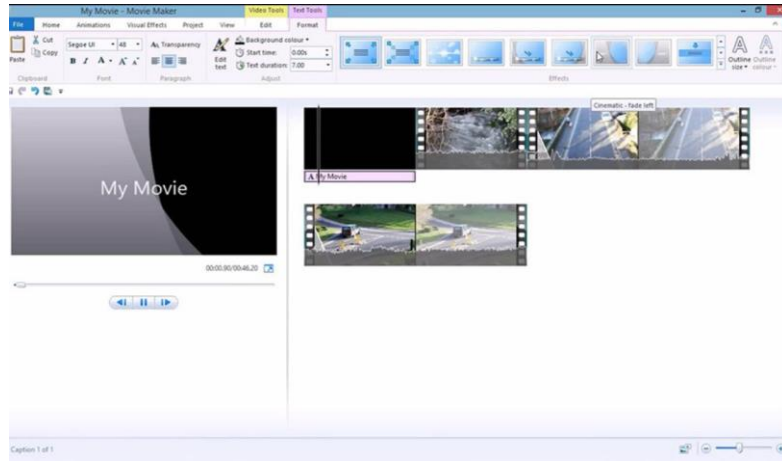 My Movie - Movie Maker
Video Tools
Text Tools
File
Home
Animations
Visual Effects
Project
View
Edit
Format
Paste
Cut
Copy
Clipboard
Segoe UI
48
B I A A A
Font
Transparency
Paragraph
Edit text
Background colour
Start time: 0.00s
Text duration: 7.00
Adjust
Effects
Outline size
Outline colour
Cinematic - fade left
My Movie
A My Movie
00:00.80/00:46.20
Caption 1 of 1